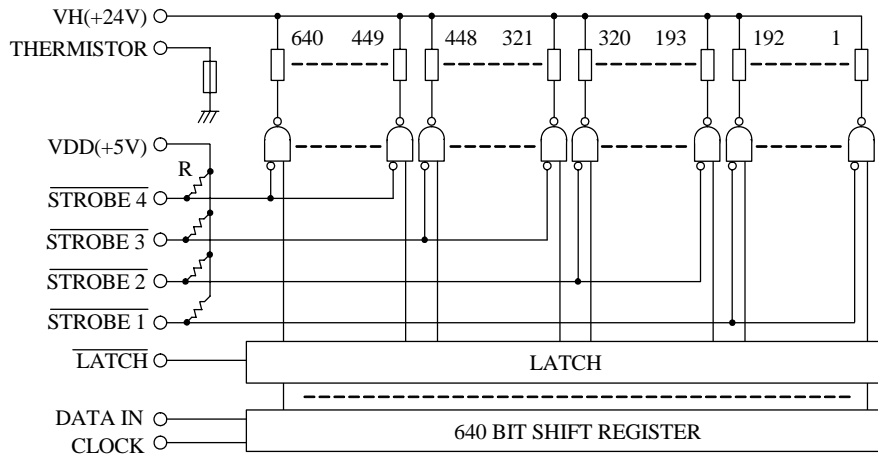 VH(+24V)
640 449 448 321 320 193 192 1
THERMISTOR
VDD(+5V)
R
STROBE 4
STROBE 3
STROBE 2
STROBE 1
LATCH
LATCH
DATA IN
640 BIT SHIFT REGISTER
CLOCK